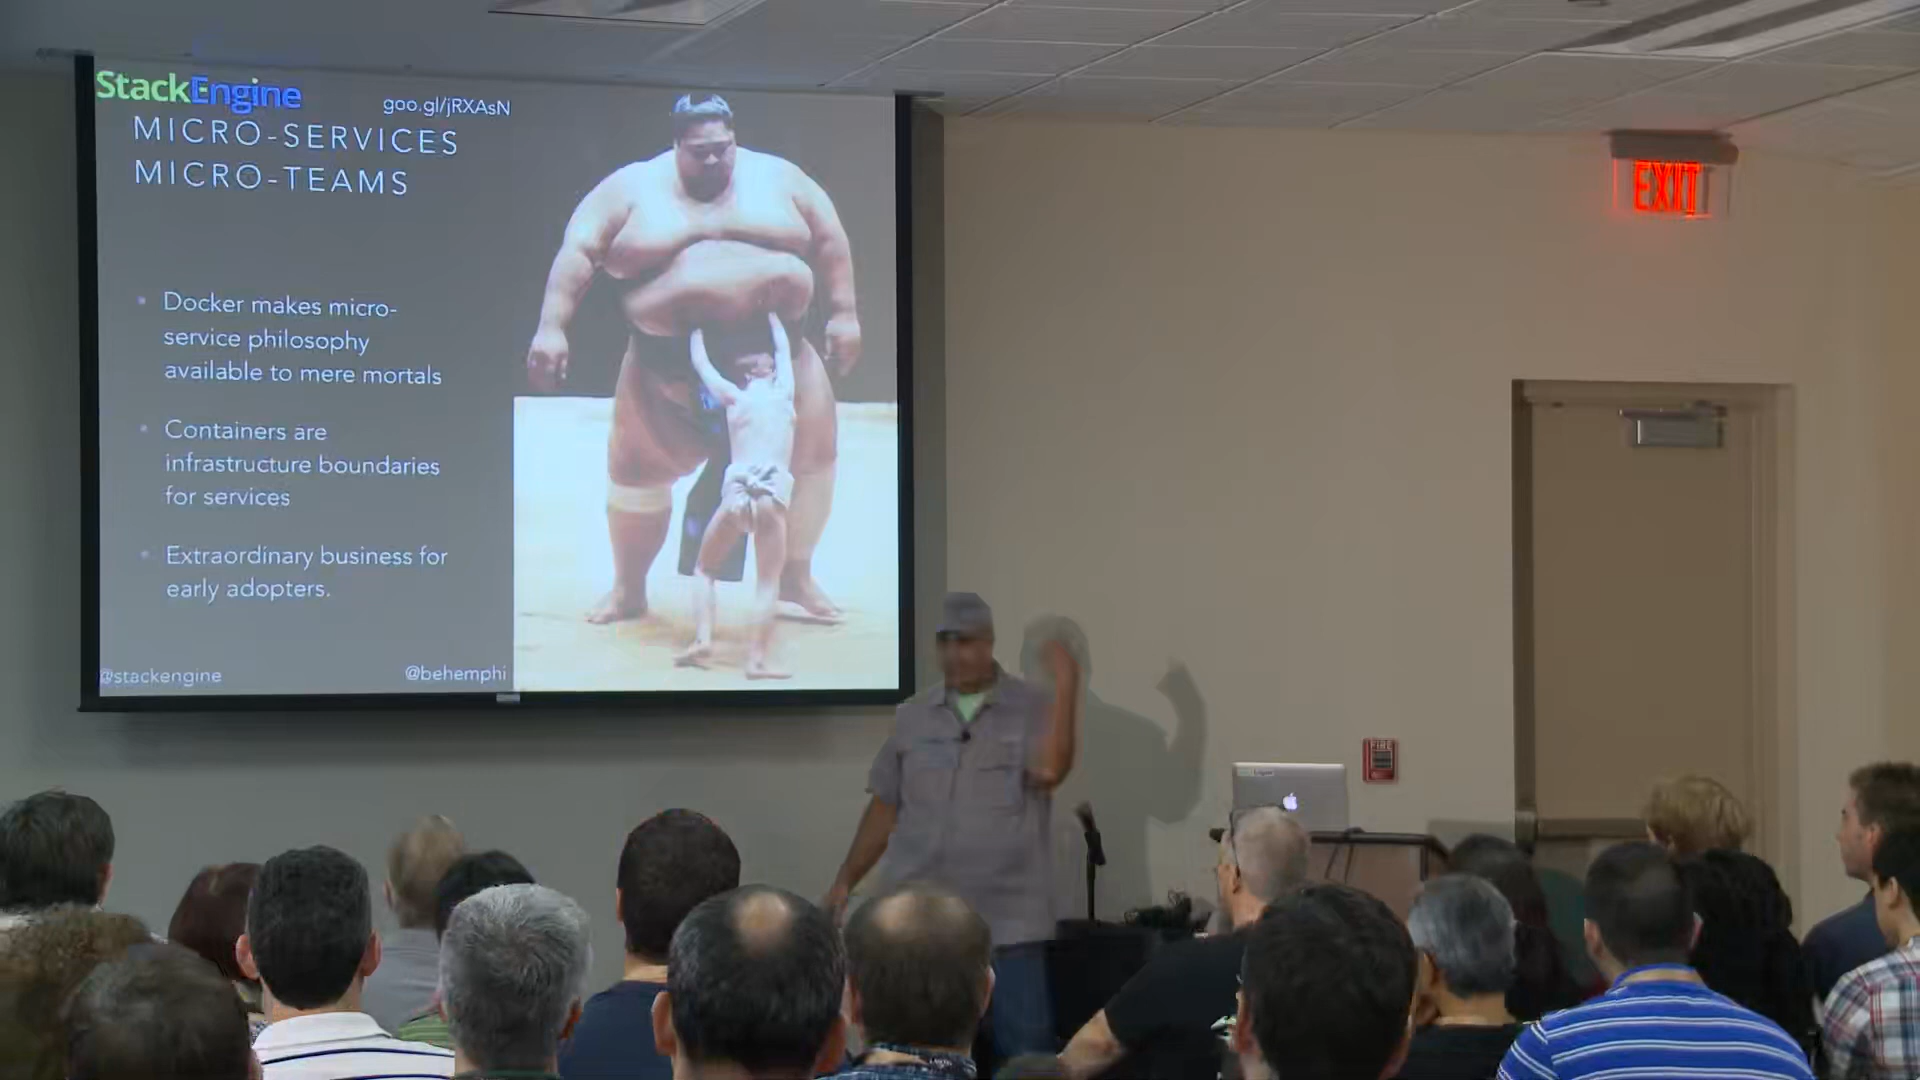 StackEngine
goo.gl/jRXAsN
MICRO-SERVICES
MICRO-TEAMS
Docker makes micro-
service philosophy
available to mere mortals
Containers are
infrastructure boundaries
for services
Extraordinary business for
early adopters.
@stackengine
@behemphi
EXIT
FIRE